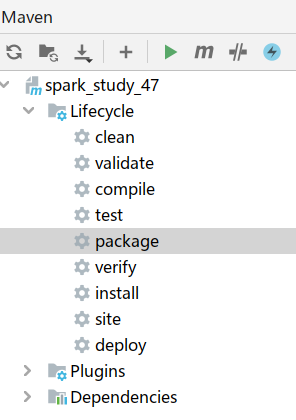 Maven
m
spark_study_47
Lifecycle
clean
validate
compile
test
package
verify
install
site
deploy
Plugins
Dependencies